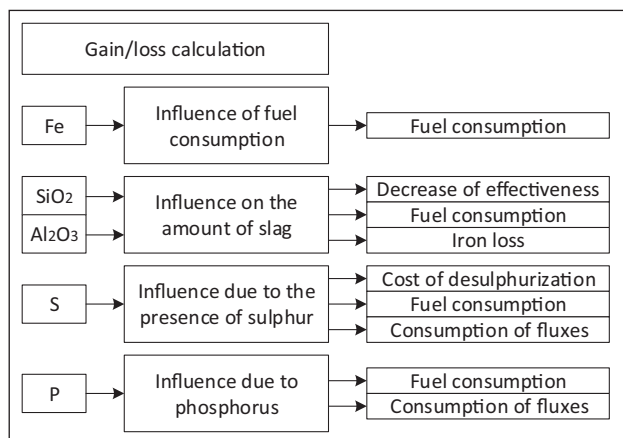 Gain/loss calculation
Fe
Influence of fuel
consumption
Fuel consumption
SiO₂
Al₂O₃
Influence on the
amount of slag
Decrease of effectiveness
Fuel consumption
Iron loss
S
Influence due to the
presence of sulphur
Cost of desulphurization
Fuel consumption
Consumption of fluxes
P
Influence due to
phosphorus
Fuel consumption
Consumption of fluxes